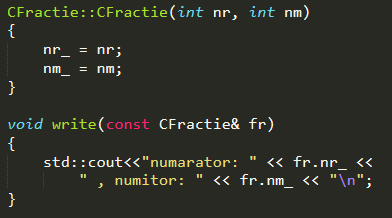 CFractie::CFractie(int nr, int nm)
{
    nr_ = nr;
    nm_ = nm;
}

void write(const CFractie& fr)
{
    std::cout<<"numarator: " << fr.nr_ <<
        " , numitor: " << fr.nm_ << "\n";
}